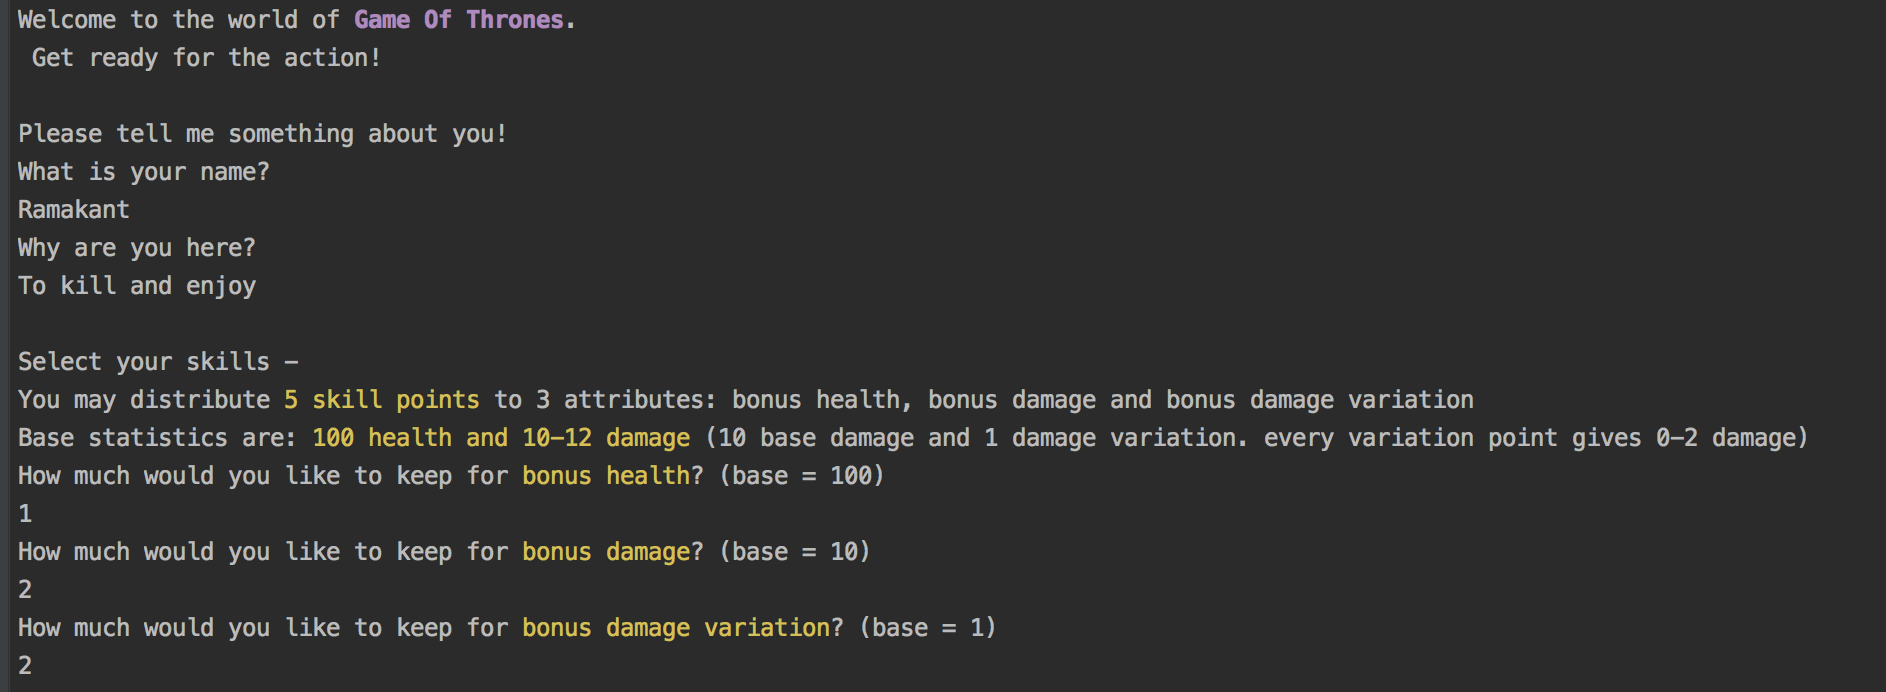 Welcome to the world of Game Of Thrones.
Get ready for the action!
Please tell me something about you!
What is your name?
Ramakant
Why are you here?
To kill and enjoy
Select your skills –
You may distribute 5 skill points to 3 attributes: bonus health, bonus damage and bonus damage variation
Base statistics are: 100 health and 10–12 damage (10 base damage and 1 damage variation. every variation point gives 0–2 damage)
How much would you like to keep for bonus health? (base = 100)
1
How much would you like to keep for bonus damage? (base = 10)
2
How much would you like to keep for bonus damage variation? (base = 1)
2